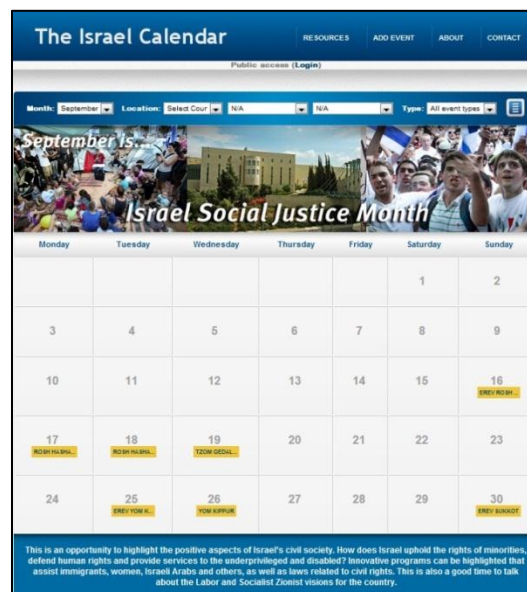 The Israel Calendar RESOURCES ADD EVENT ABOUT CONTACT
Public access (Login)
Month: September Location: Select Cour N/A N/A Type: All event types
September is...
Israel Social Justice Month
Monday Tuesday Wednesday Thursday Friday Saturday Sunday
1 2
3 4 5 6 7 8 9
10 11 12 13 14 15 16
EREV ROSH ...
17 18 19 20 21 22 23
ROSH HASHA... ROSH HASHA... TZOM GEDAL...
24 25 26 27 28 29 30
EREV YOM K... YOM KIPPUR EREV SUKKOT
This is an opportunity to highlight the positive aspects of Israel's civil society. How does Israel uphold the rights of minorities,
defend human rights and provide services to the underprivileged and disabled? Innovative programs can be highlighted that
assist immigrants, women, Israeli Arabs and others, as well as laws related to civil rights. This is also a good time to talk
about the Labor and Socialist Zionist visions for the country.